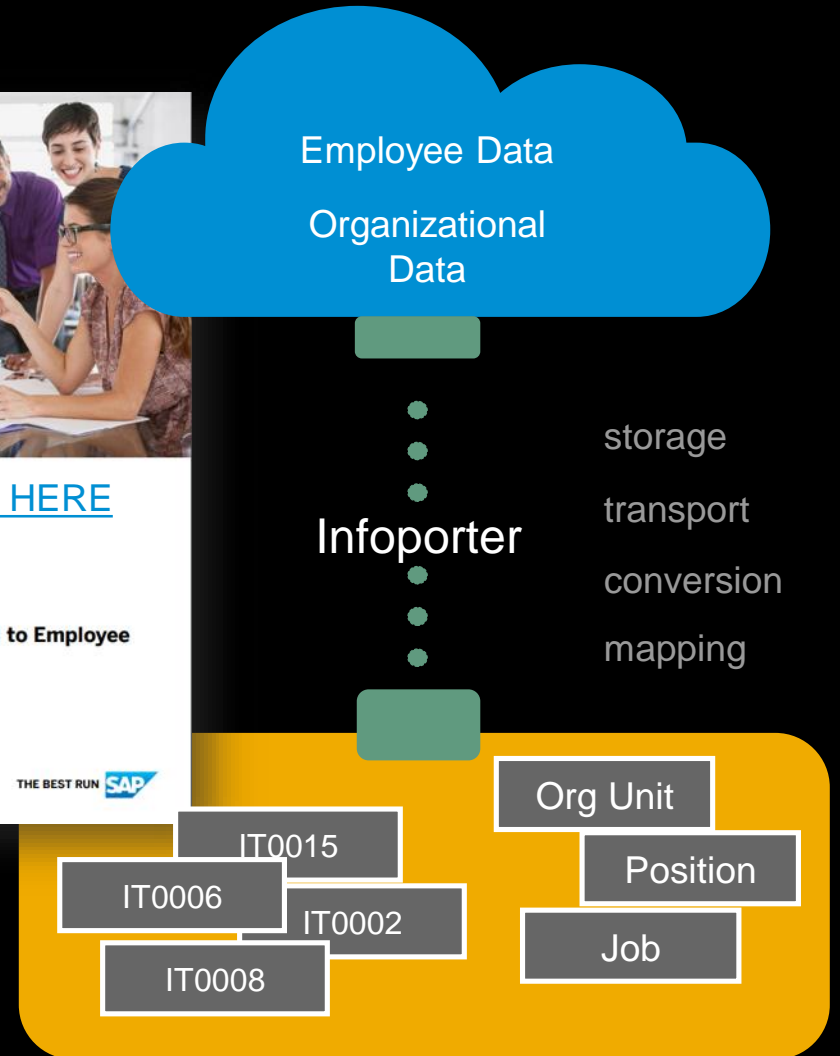 Employee Data
Organizational
Data
HERE
to Employee
THE BEST RUN SAP
Infoporter
storage
transport
conversion
mapping
IT0015
IT0006
IT0002
IT0008
Org Unit
Position
Job